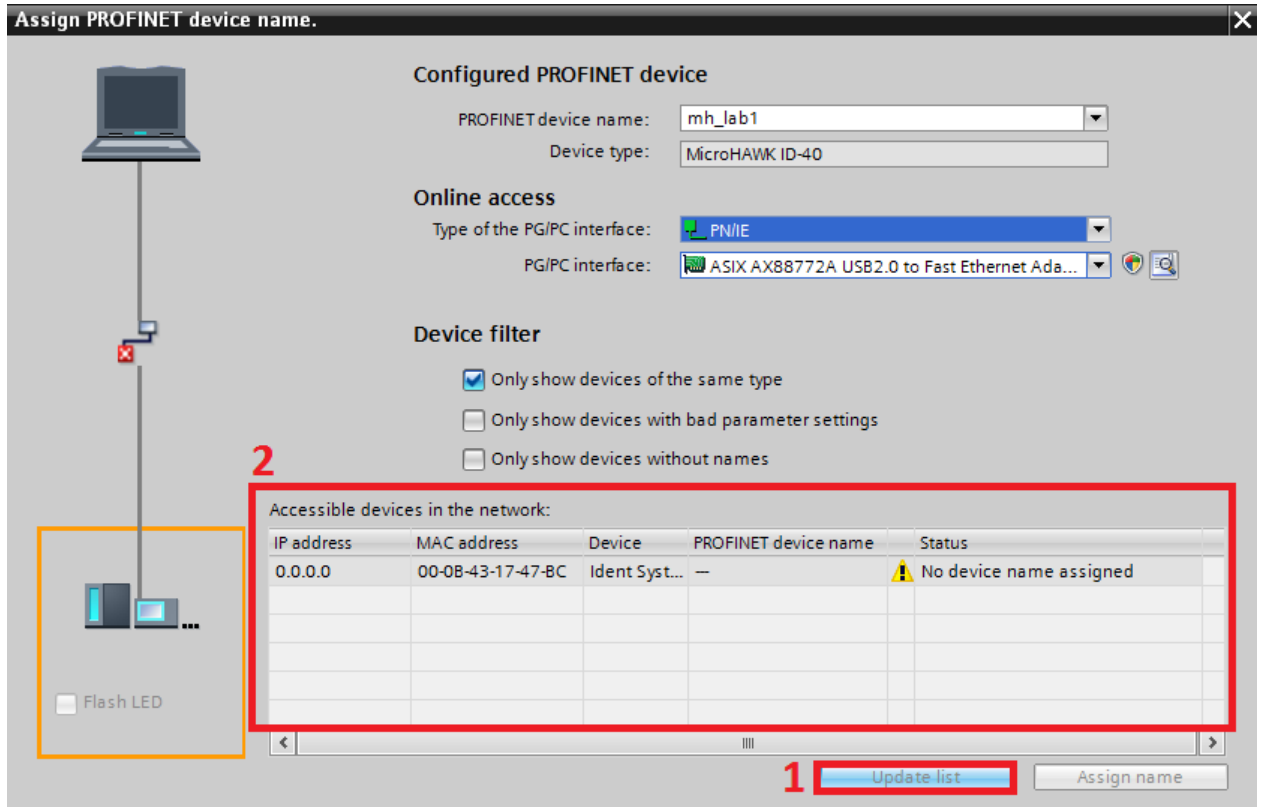 Assign PROFINET device name.
Configured PROFINET device
PROFINET device name: mh_lab1
Device type: MicroHAWK ID-40
Online access
Type of the PG/PC interface: PN/IE
PG/PC interface: ASIX AX88772A USB2.0 to Fast Ethernet Ada...
Device filter
Only show devices of the same type
Only show devices with bad parameter settings
Only show devices without names
2
Accessible devices in the network:
IP address MAC address Device PROFINET device name Status
0.0.0.0 00-0B-43-17-47-BC Ident Syst... — No device name assigned
Flash LED
1 Update list Assign name